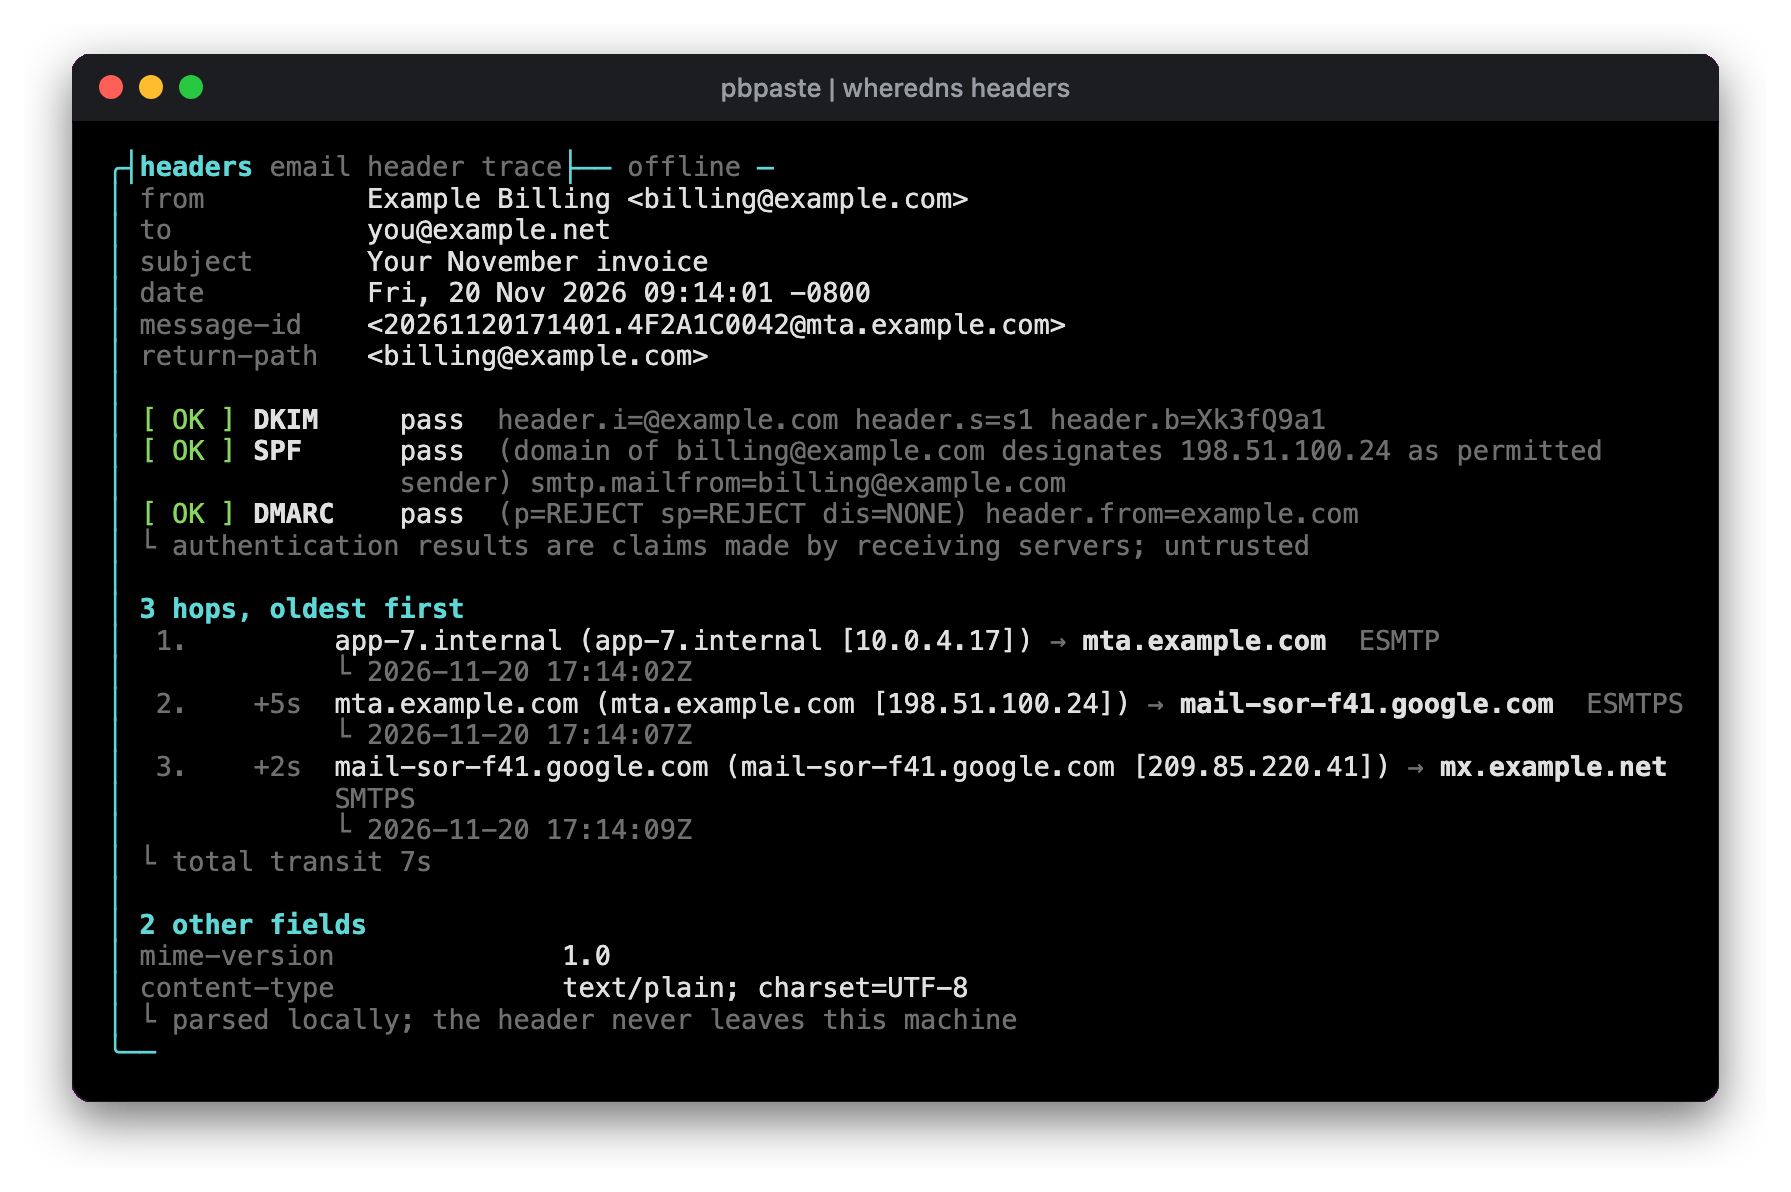 pbpaste | wheredns headers
headers email header trace offline
from Example Billing <billing@example.com>
to you@example.net
subject Your November invoice
date Fri, 20 Nov 2026 09:14:01 -0800
message-id <20261120171401.4F2A1C0042@mta.example.com>
return-path <billing@example.com>
[ OK ] DKIM pass header.i=@example.com header.s=s1 header.b=Xk3fQ9a1
[ OK ] SPF pass (domain of billing@example.com designates 198.51.100.24 as permitted
sender) smtp.mailfrom=billing@example.com
[ OK ] DMARC pass (p=REJECT sp=REJECT dis=NONE) header.from=example.com
└ authentication results are claims made by receiving servers; untrusted
3 hops, oldest first
1. app-7.internal (app-7.internal [10.0.4.17]) → mta.example.com ESMTP
└ 2026-11-20 17:14:02Z
2. +5s mta.example.com (mta.example.com [198.51.100.24]) → mail-sor-f41.google.com ESMTPS
└ 2026-11-20 17:14:07Z
3. +2s mail-sor-f41.google.com (mail-sor-f41.google.com [209.85.220.41]) → mx.example.net
SMTPS
└ 2026-11-20 17:14:09Z
└ total transit 7s
2 other fields
mime-version 1.0
content-type text/plain; charset=UTF-8
└ parsed locally; the header never leaves this machine